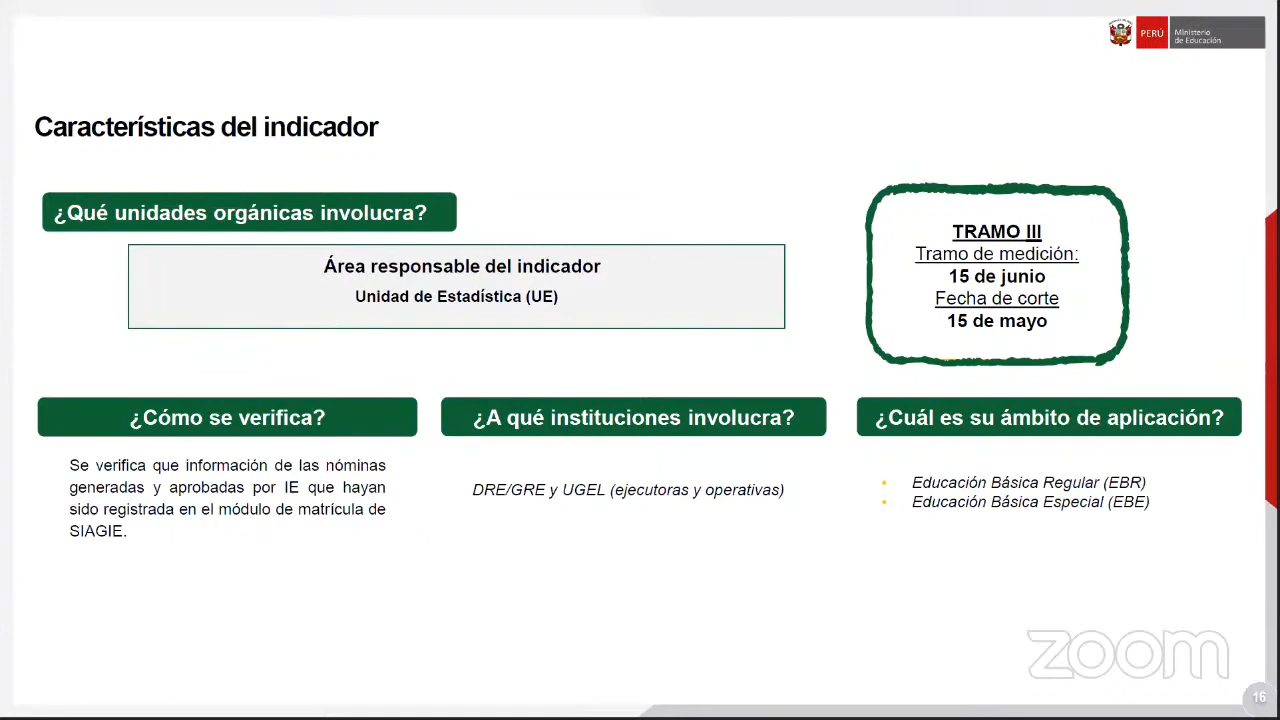 PERÚ
Ministerio
de Educación
Características del indicador
¿Qué unidades orgánicas involucra?
Área responsable del indicador
Unidad de Estadística (UE)
TRAMO III
Tramo de medición:
15 de junio
Fecha de corte
15 de mayo
¿Cómo se verifica?
Se verifica que información de las nóminas
generadas y aprobadas por IE que hayan
sido registrada en el módulo de matrícula de
SIAGIE.
¿A qué instituciones involucra?
DRE/GRE y UGEL (ejecutoras y operativas)
¿Cuál es su ámbito de aplicación?
• Educación Básica Regular (EBR)
• Educación Básica Especial (EBE)
zoom
16